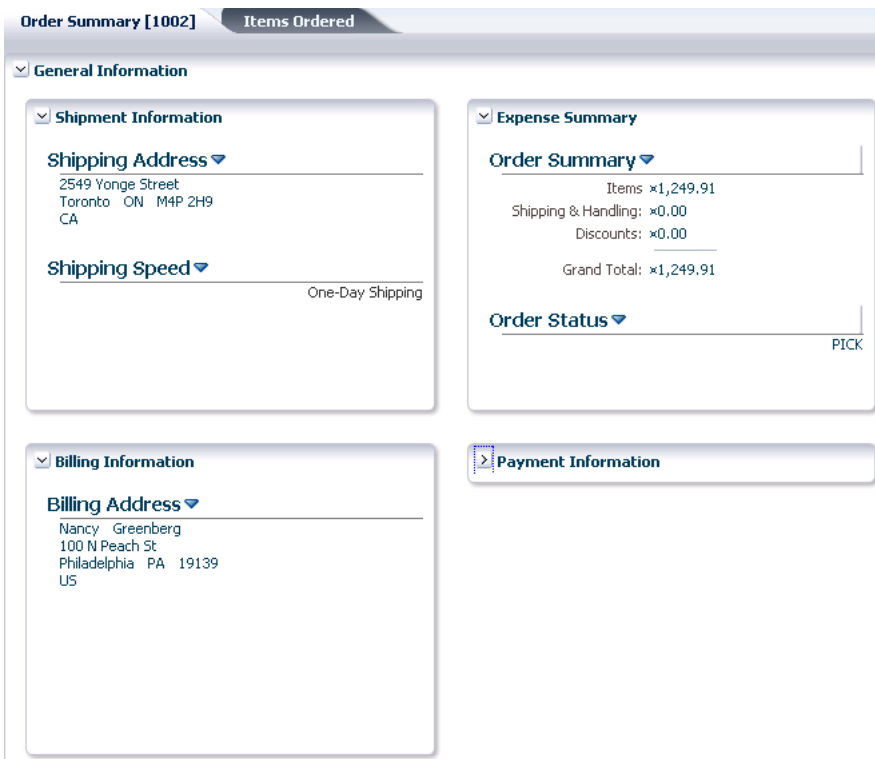 Order Summary [1002]
Items Ordered
General Information
Shipment Information
Shipping Address
2549 Yonge Street
Toronto ON M4P 2H9
CA
Shipping Speed
One-Day Shipping
Expense Summary
Order Summary
Items ¤1,249.91
Shipping & Handling: ¤0.00
Discounts: ¤0.00
Grand Total: ¤1,249.91
Order Status
PICK
Billing Information
Billing Address
Nancy Greenberg
100 N Peach St
Philadelphia PA 19139
US
Payment Information